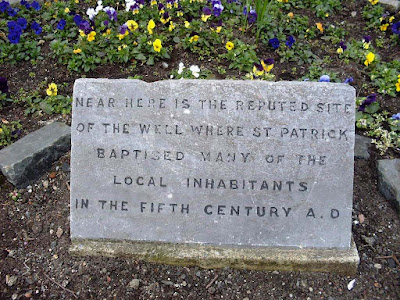 NEAR HERE IS THE REPUTED SITE
OF THE WELL WHERE ST PATRICK
BAPTISED MANY OF THE
LOCAL INHABITANTS
IN THE FIFTH CENTURY A.D